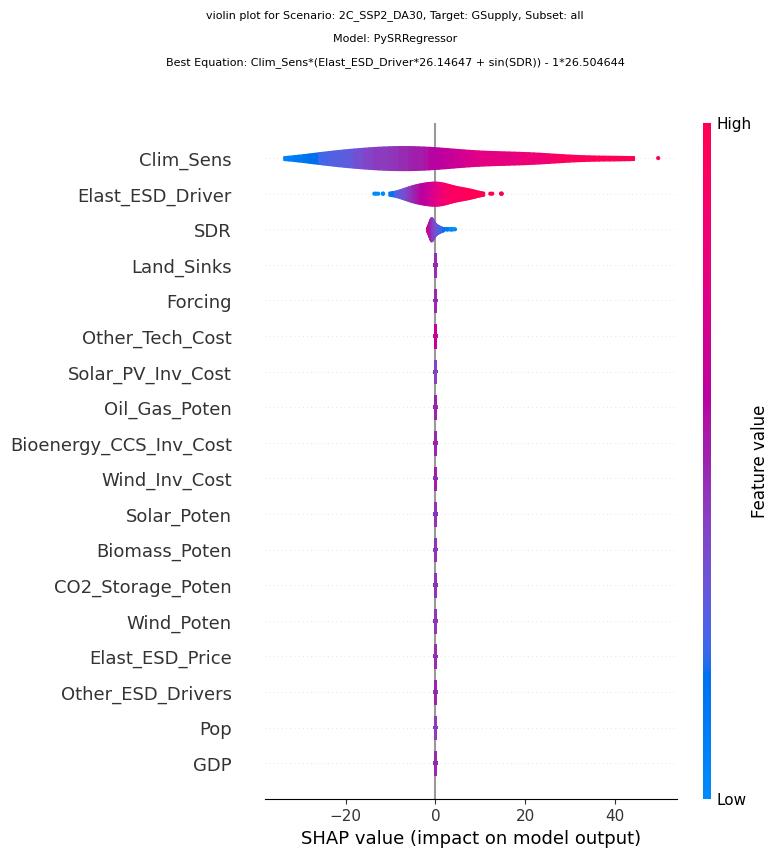 violin plot for Scenario: 2C_SSP2_DA30, Target: GSupply, Subset: all
Model: PySRRegressor
Best Equation: Clim_Sens*(Elast_ESD_Driver*26.14647 + sin(SDR)) - 1*26.504644
High
Clim_Sens
Elast_ESD_Driver
SDR
Land_Sinks
Forcing
Other_Tech_Cost
Solar_PV_Inv_Cost
Oil_Gas_Poten
Bioenergy_CCS_Inv_Cost
Wind_Inv_Cost
Solar_Poten
Biomass_Poten
CO2_Storage_Poten
Wind_Poten
Elast_ESD_Price
Other_ESD_Drivers
Pop
GDP
Feature value
Low
−20 0 20 40
SHAP value (impact on model output)